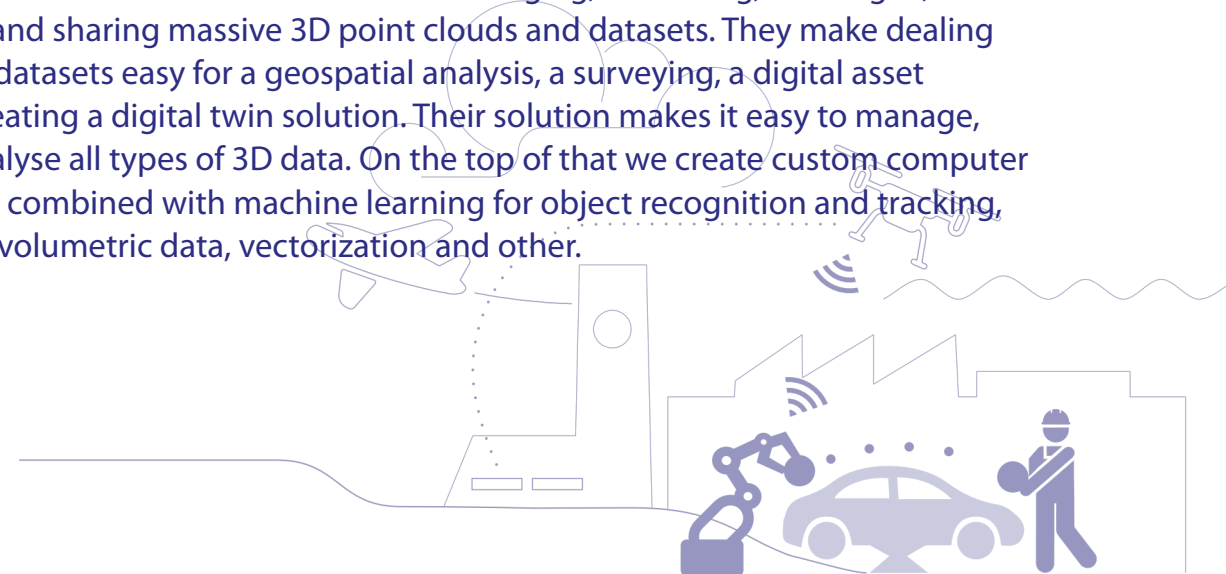 and sharing massive 3D point clouds and datasets. They make dealing
datasets easy for a geospatial analysis, a surveying, a digital asset
eating a digital twin solution. Their solution makes it easy to manage,
alyse all types of 3D data. On the top of that we create custom computer
combined with machine learning for object recognition and tracking,
volumetric data, vectorization and other.